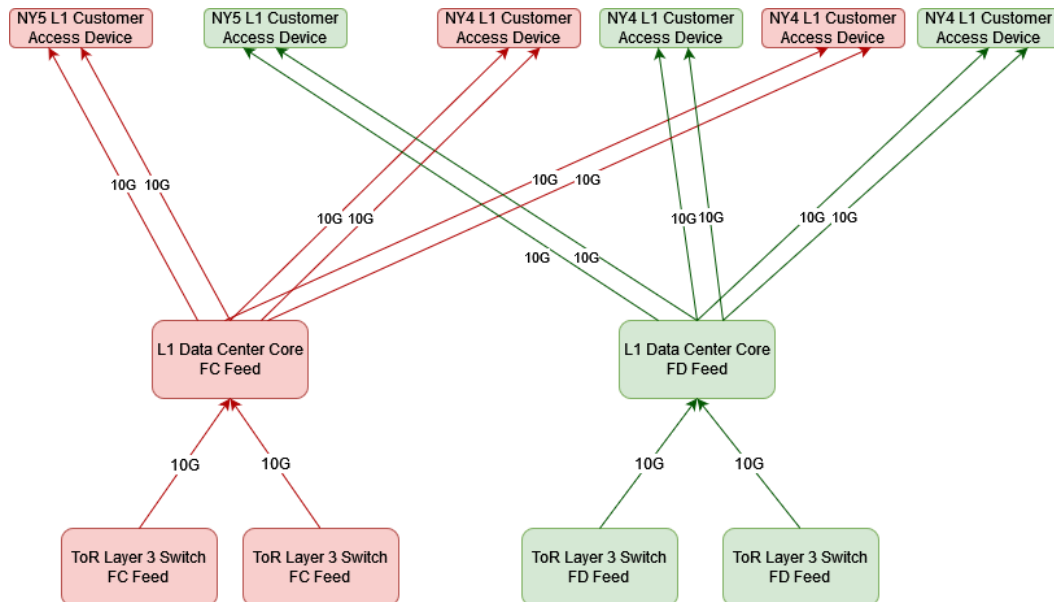 NY5 L1 Customer
Access Device
NY5 L1 Customer
Access Device
NY4 L1 Customer
Access Device
NY4 L1 Customer
Access Device
NY4 L1 Customer
Access Device
NY4 L1 Customer
Access Device
10G
10G
10G
10G
10G
10G
10G
10G
10G
10G
10G
10G
L1 Data Center Core
FC Feed
L1 Data Center Core
FD Feed
10G
10G
10G
10G
ToR Layer 3 Switch
FC Feed
ToR Layer 3 Switch
FC Feed
ToR Layer 3 Switch
FD Feed
ToR Layer 3 Switch
FD Feed